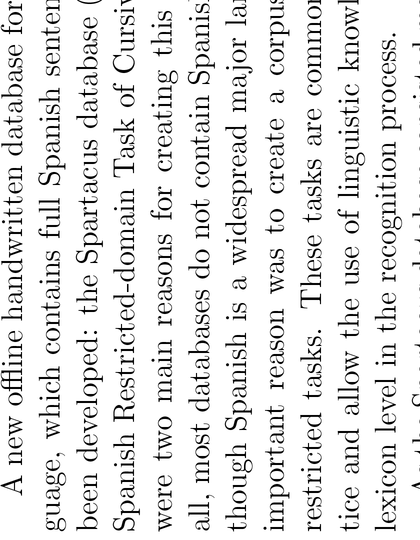 A new offline handwritten database for
guage, which contains full Spanish senten
been developed: the Spartacus database (
Spanish Restricted-domain Task of Cursiv
were two main reasons for creating this
all, most databases do not contain Spanis
though Spanish is a widespread major la
important reason was to create a corpus
restricted tasks. These tasks are common
tice and allow the use of linguistic knowl
lexicon level in the recognition process.